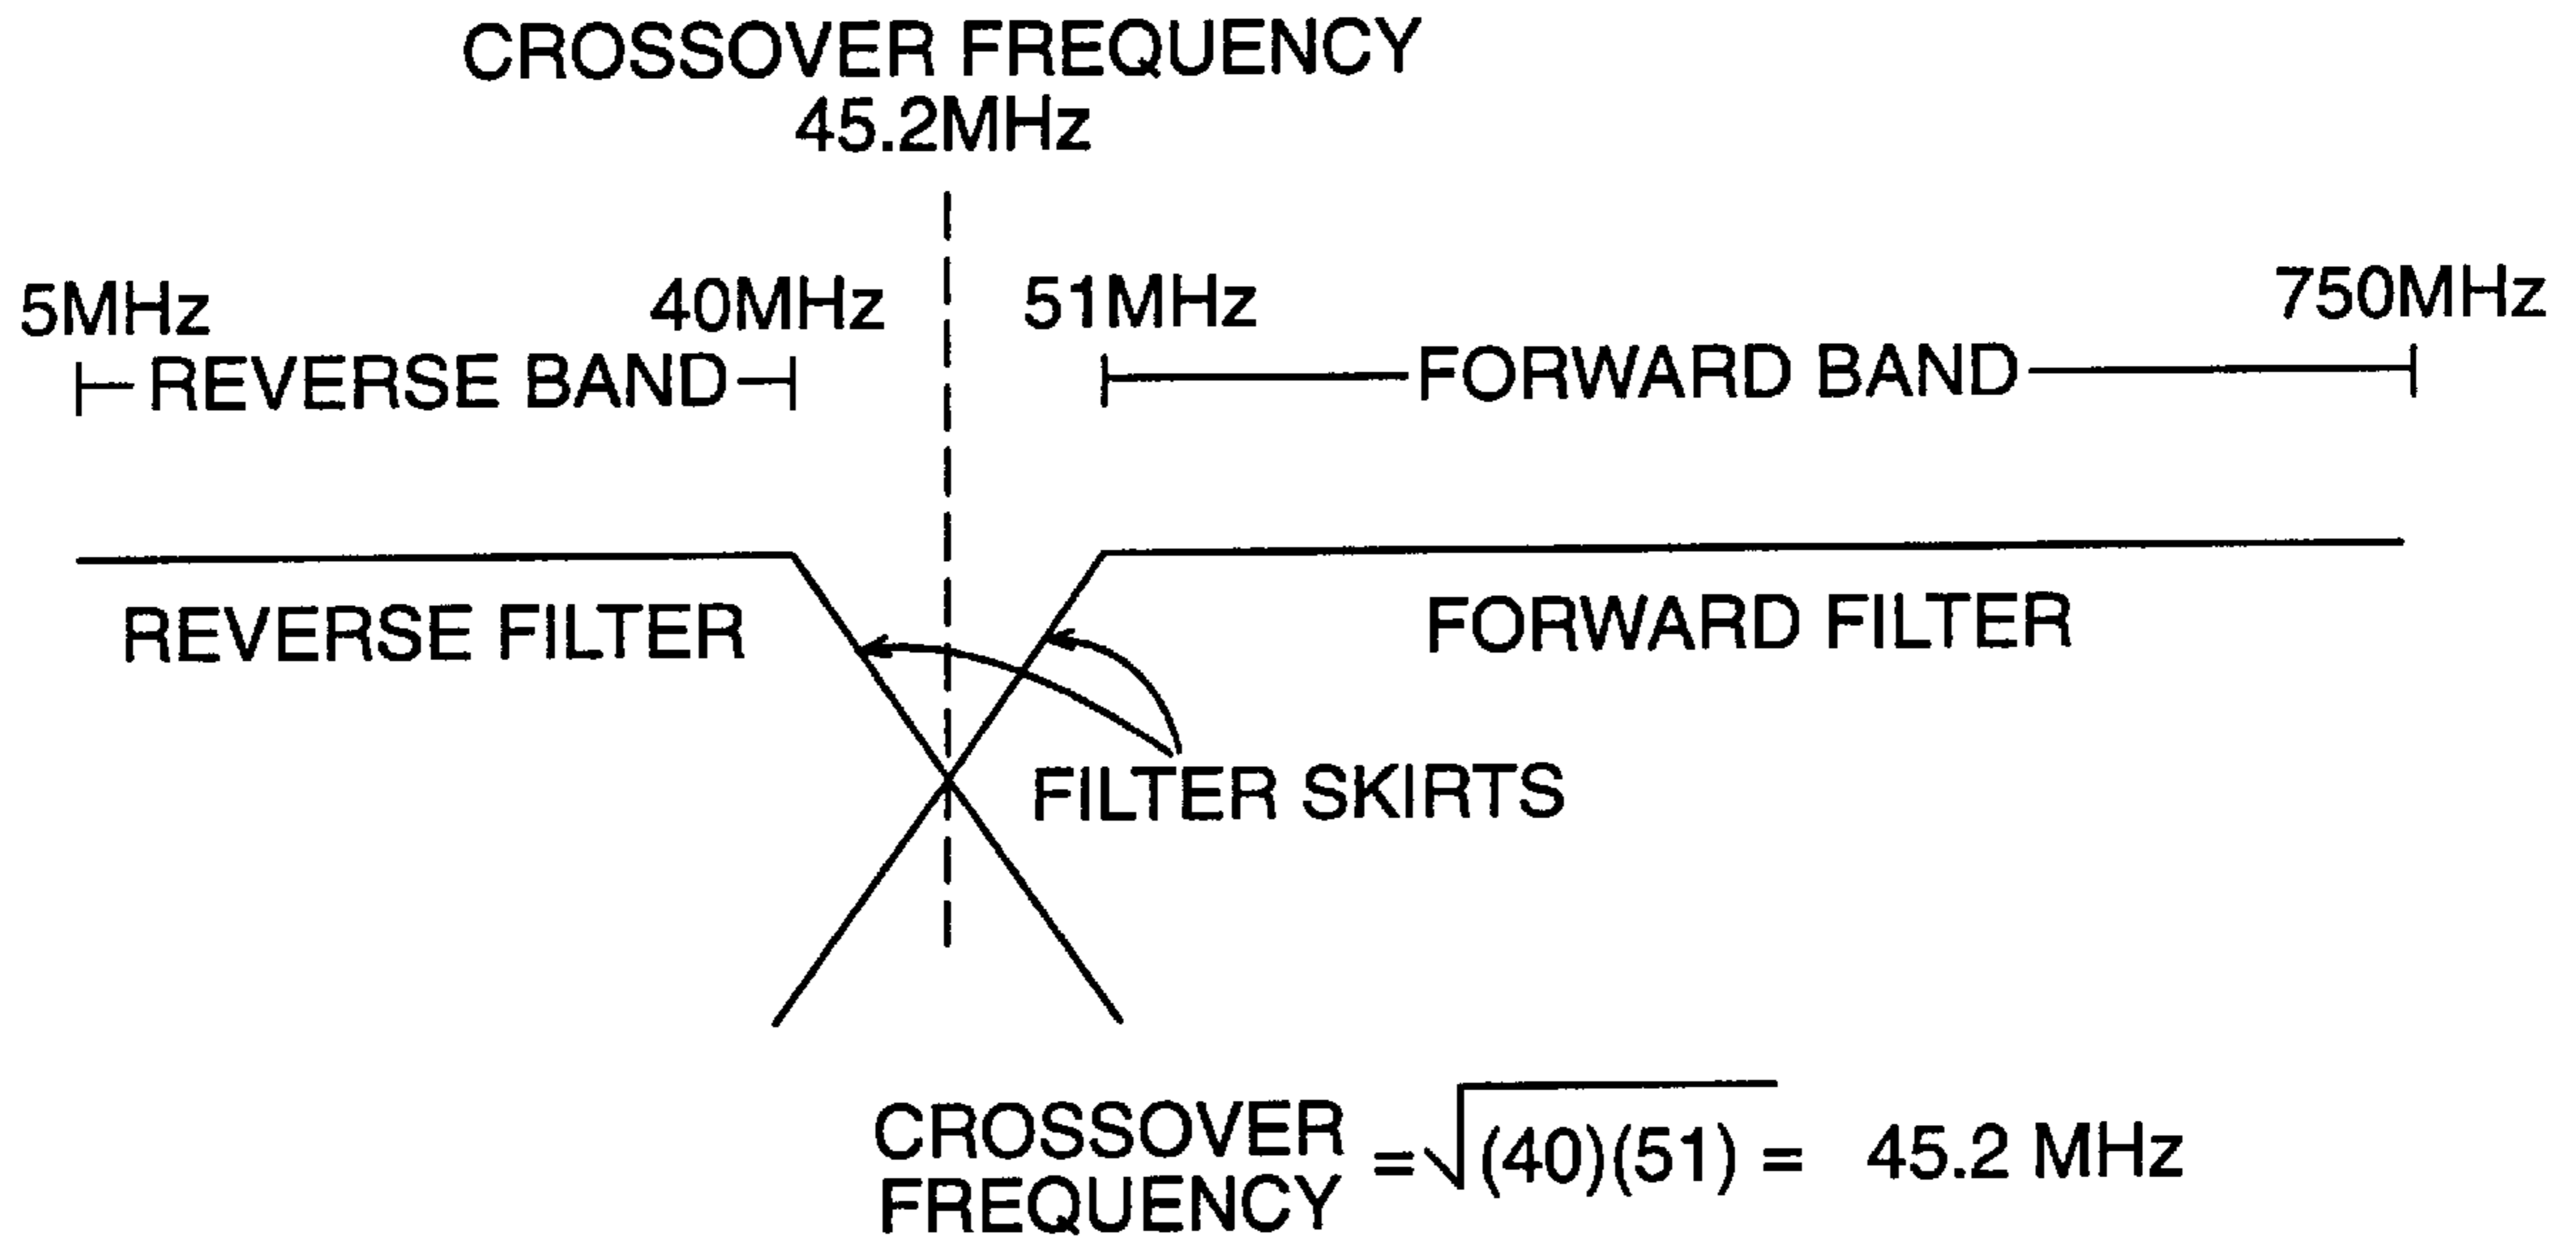 CROSSOVER FREQUENCY
45.2MHz
5MHz 40MHz 51MHz 750MHz
REVERSE BAND FORWARD BAND
REVERSE FILTER FORWARD FILTER
FILTER SKIRTS
CROSSOVER
FREQUENCY = √(40)(51) = 45.2 MHz